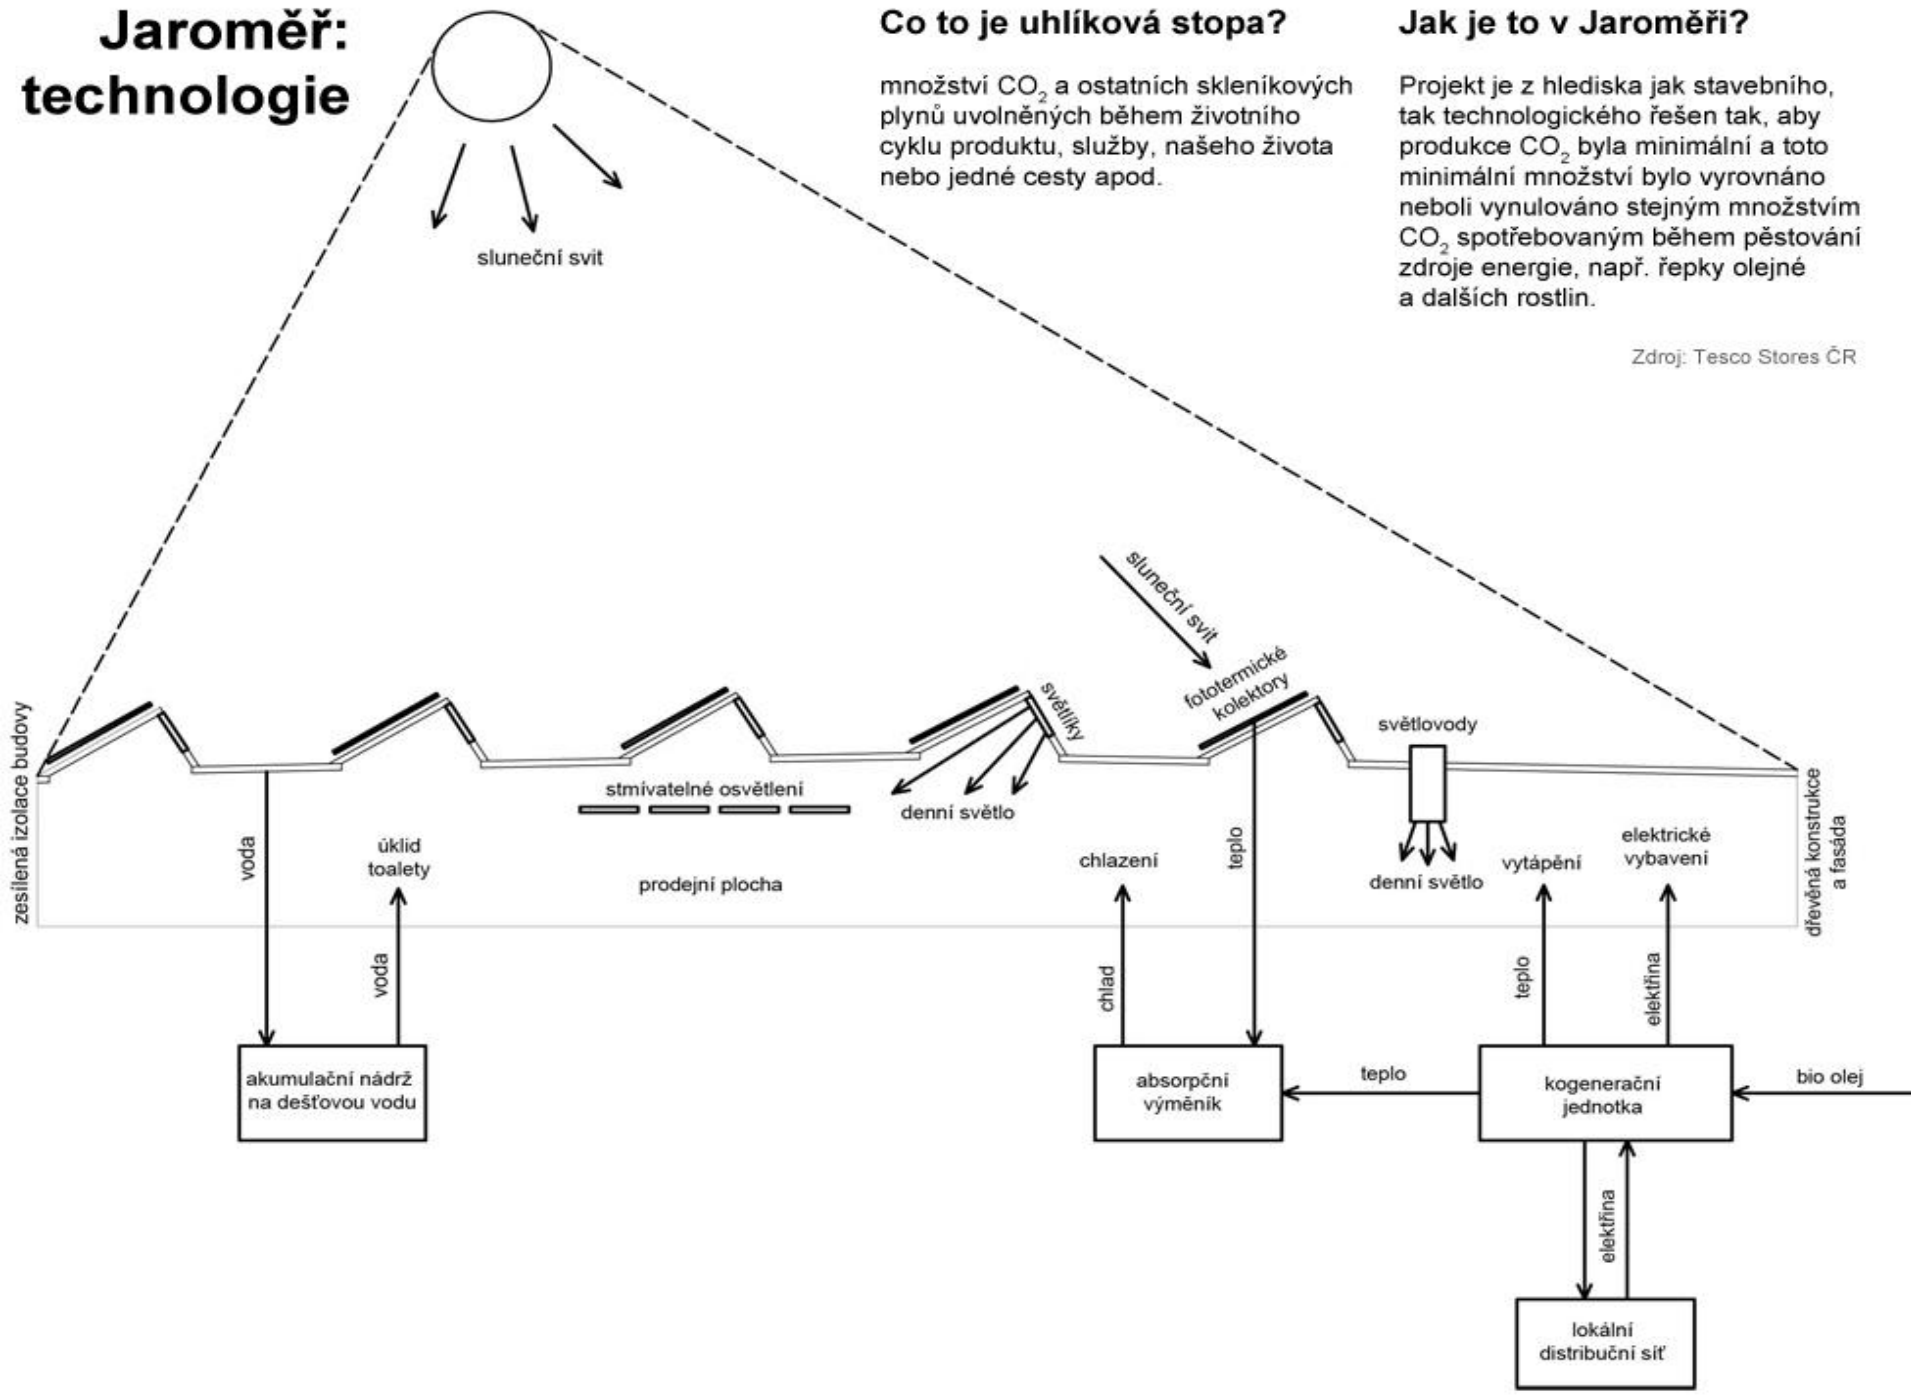 Jaroměř:
technologie
Co to je uhlíková stopa?
množství CO₂ a ostatních skleníkových
plynů uvolněných během životního
cyklu produktu, služby, našeho života
nebo jedné cesty apod.
Jak je to v Jaroměři?
Projekt je z hlediska jak stavebního,
tak technologického řešen tak, aby
produkce CO₂ byla minimální a toto
minimální množství bylo vyrovnáno
neboli vynulováno stejným množstvím
CO₂ spotřebovaným během pěstování
zdroje energie, např. řepky olejné
a dalších rostlin.
Zdroj: Tesco Stores ČR
sluneční svit
sluneční svit
fototermické
kolektory
světlíky
světlovody
zesílená izolace budovy
stmívatelné osvětlení
denní světlo
voda
úklid
toalety
prodejní plocha
chlazení
teplo
denní světlo
vytápění
elektrické
vybavení
dřevěná konstrukce
a fasáda
voda
chlad
teplo
elektřina
akumulační nádrž
na dešťovou vodu
absorpční
výměník
teplo
kogenerační
jednotka
bio olej
elektřina
lokální
distribuční síť